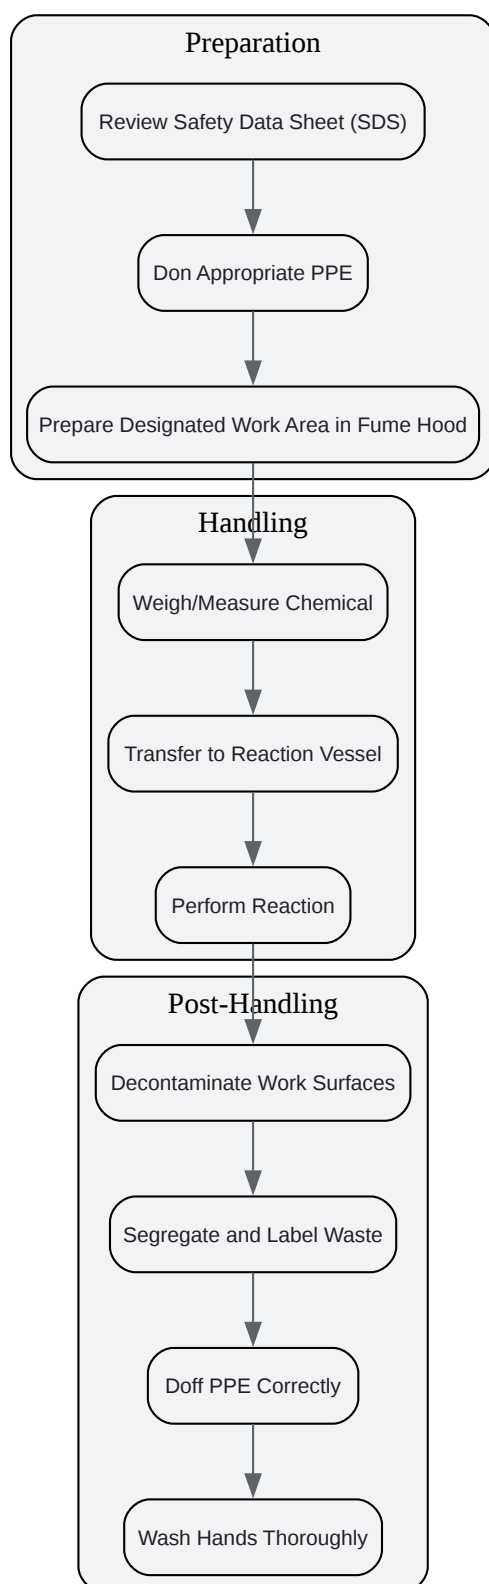 Preparation
Review Safety Data Sheet (SDS)
Don Appropriate PPE
Prepare Designated Work Area in Fume Hood
Handling
Weigh/Measure Chemical
Transfer to Reaction Vessel
Perform Reaction
Post-Handling
Decontaminate Work Surfaces
Segregate and Label Waste
Doff PPE Correctly
Wash Hands Thoroughly